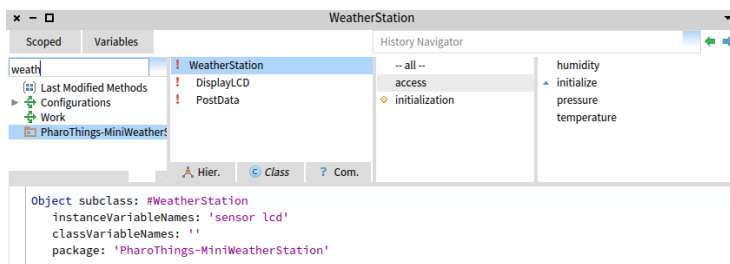 WeatherStation
Scoped Variables History Navigator
weath
Last Modified Methods
Configurations
Work
PharoThings-MiniWeatherS
! WeatherStation
! DisplayLCD
! PostData
Hier. Class ? Com.
-- all --
access
initialization
humidity
initialize
pressure
temperature
Object subclass: #WeatherStation
instanceVariableNames: 'sensor lcd'
classVariableNames: ''
package: 'PharoThings-MiniWeatherStation'